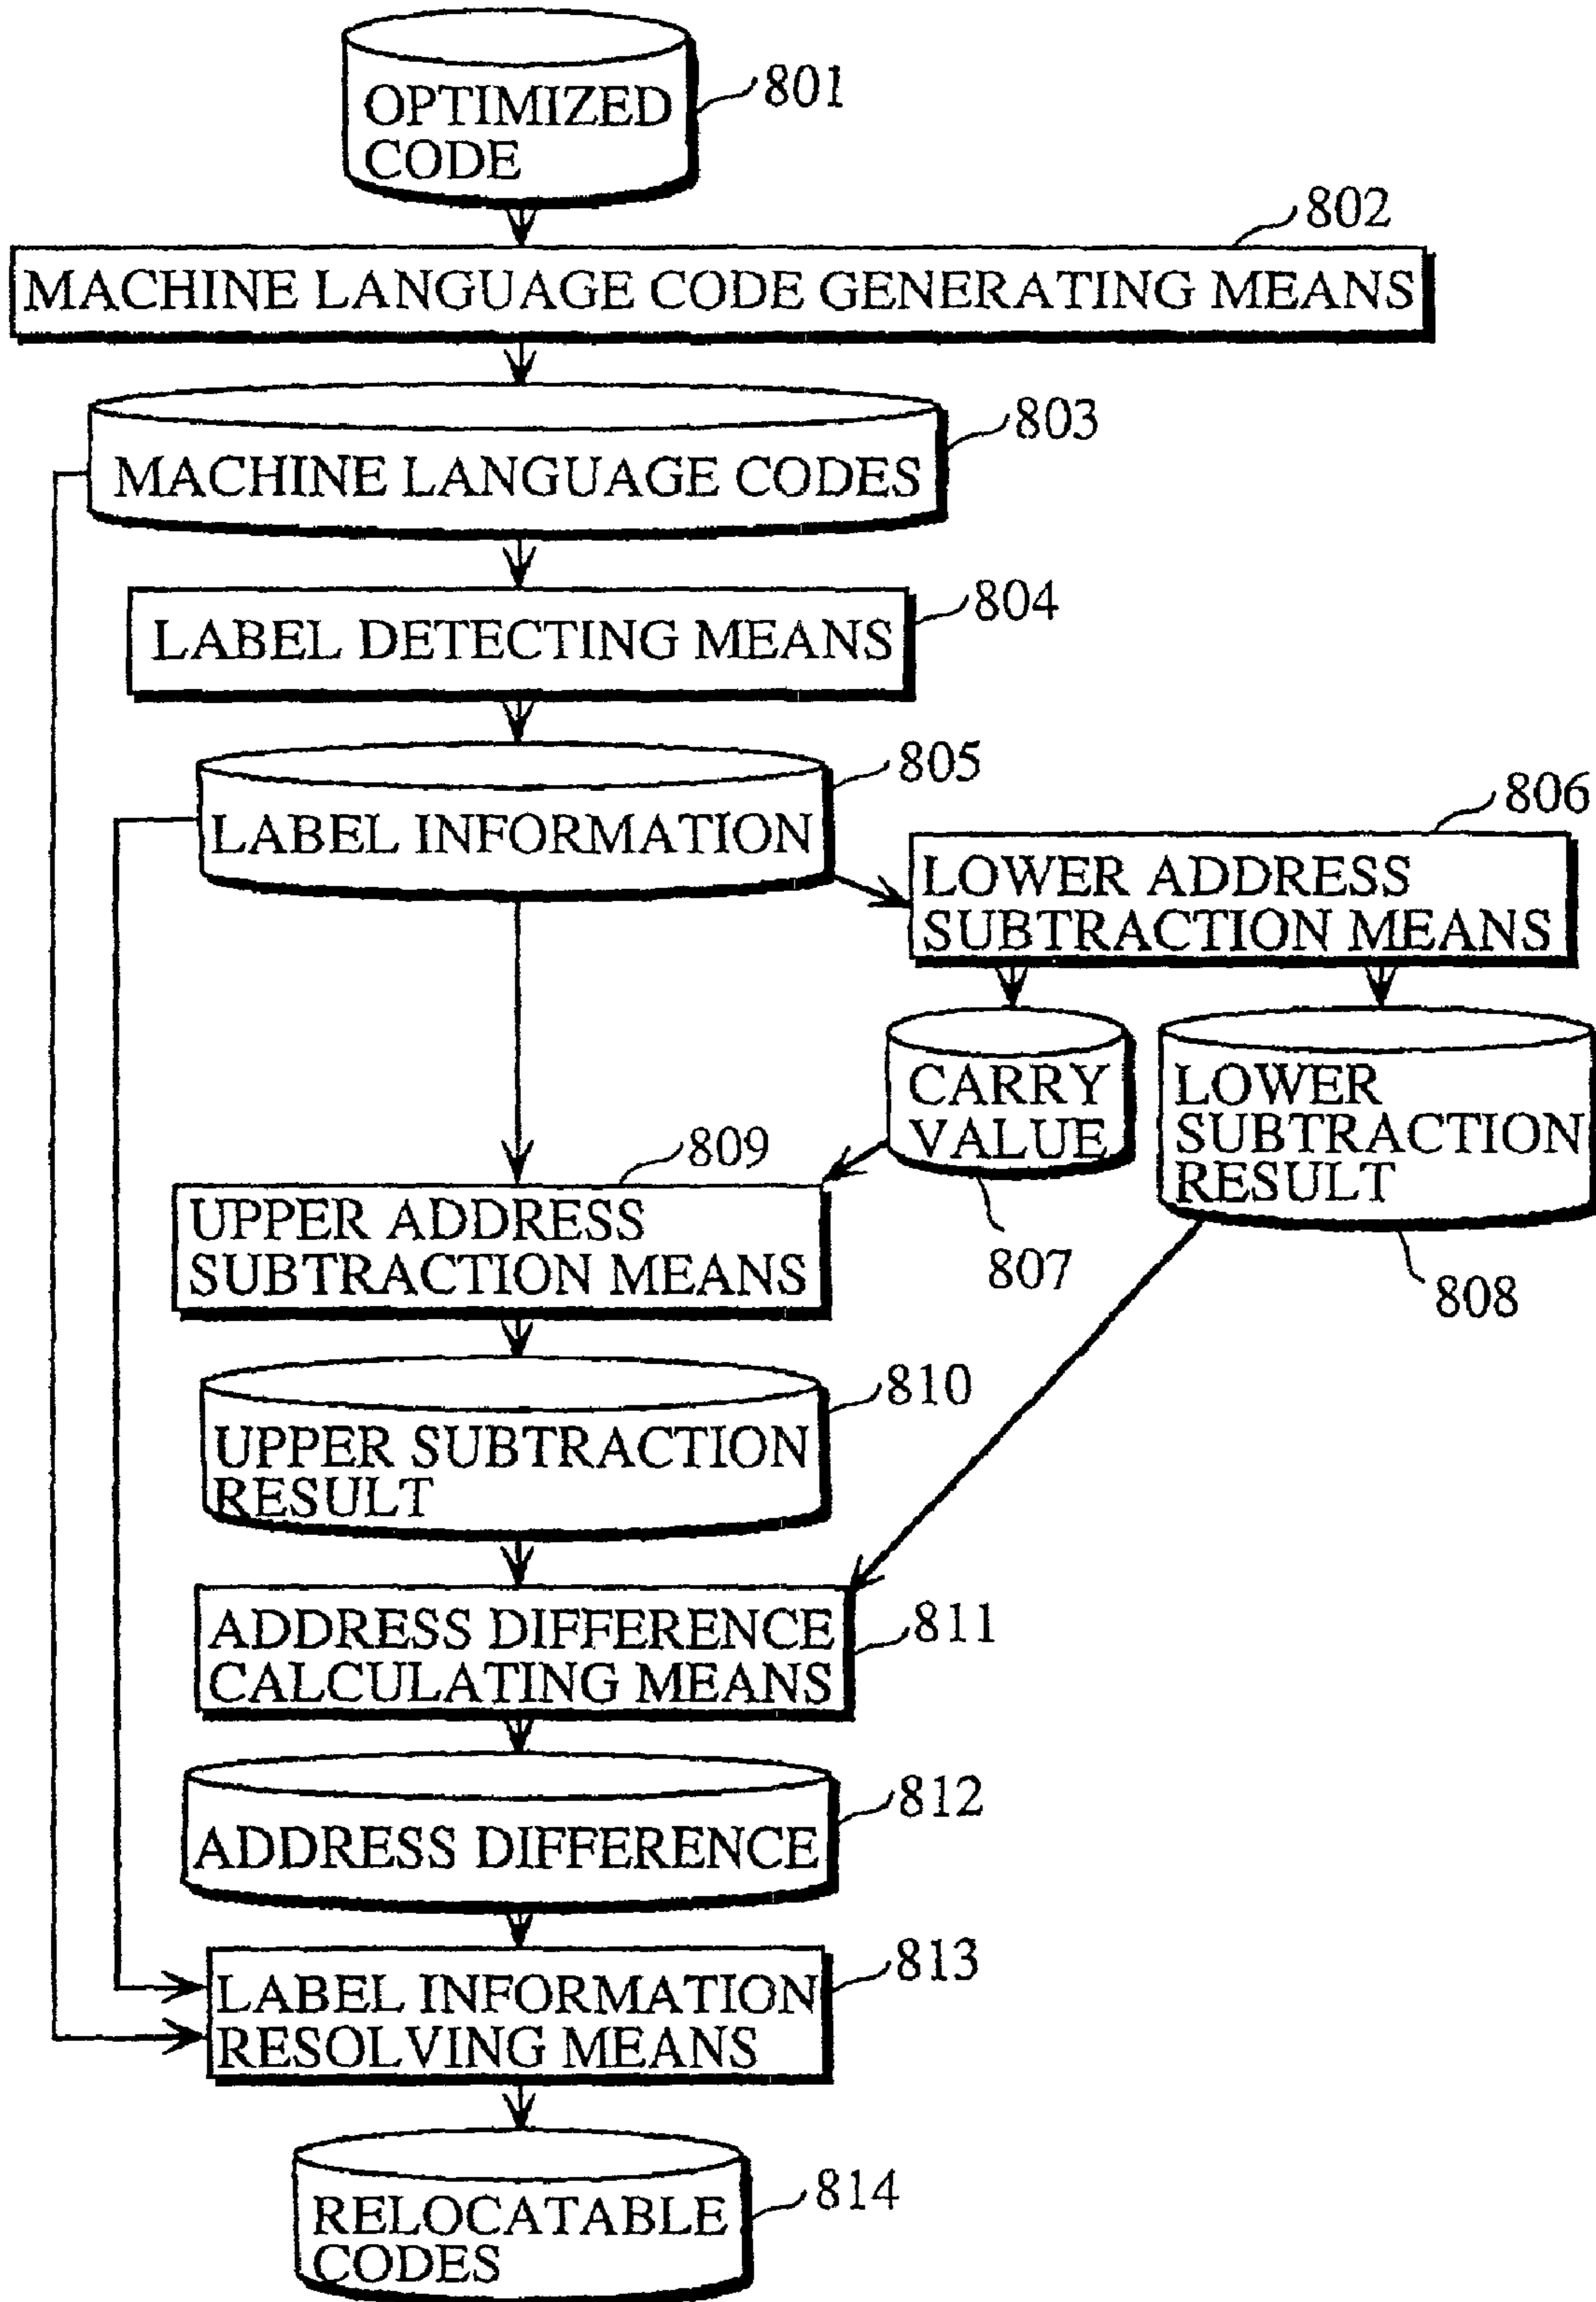 OPTIMIZED
CODE
801
802
MACHINE LANGUAGE CODE GENERATING MEANS
803
MACHINE LANGUAGE CODES
804
LABEL DETECTING MEANS
805
LABEL INFORMATION
806
LOWER ADDRESS
SUBTRACTION MEANS
CARRY
VALUE
807
LOWER
SUBTRACTION
RESULT
808
809
UPPER ADDRESS
SUBTRACTION MEANS
810
UPPER SUBTRACTION
RESULT
ADDRESS DIFFERENCE
CALCULATING MEANS
811
812
ADDRESS DIFFERENCE
813
LABEL INFORMATION
RESOLVING MEANS
814
RELOCATABLE
CODES